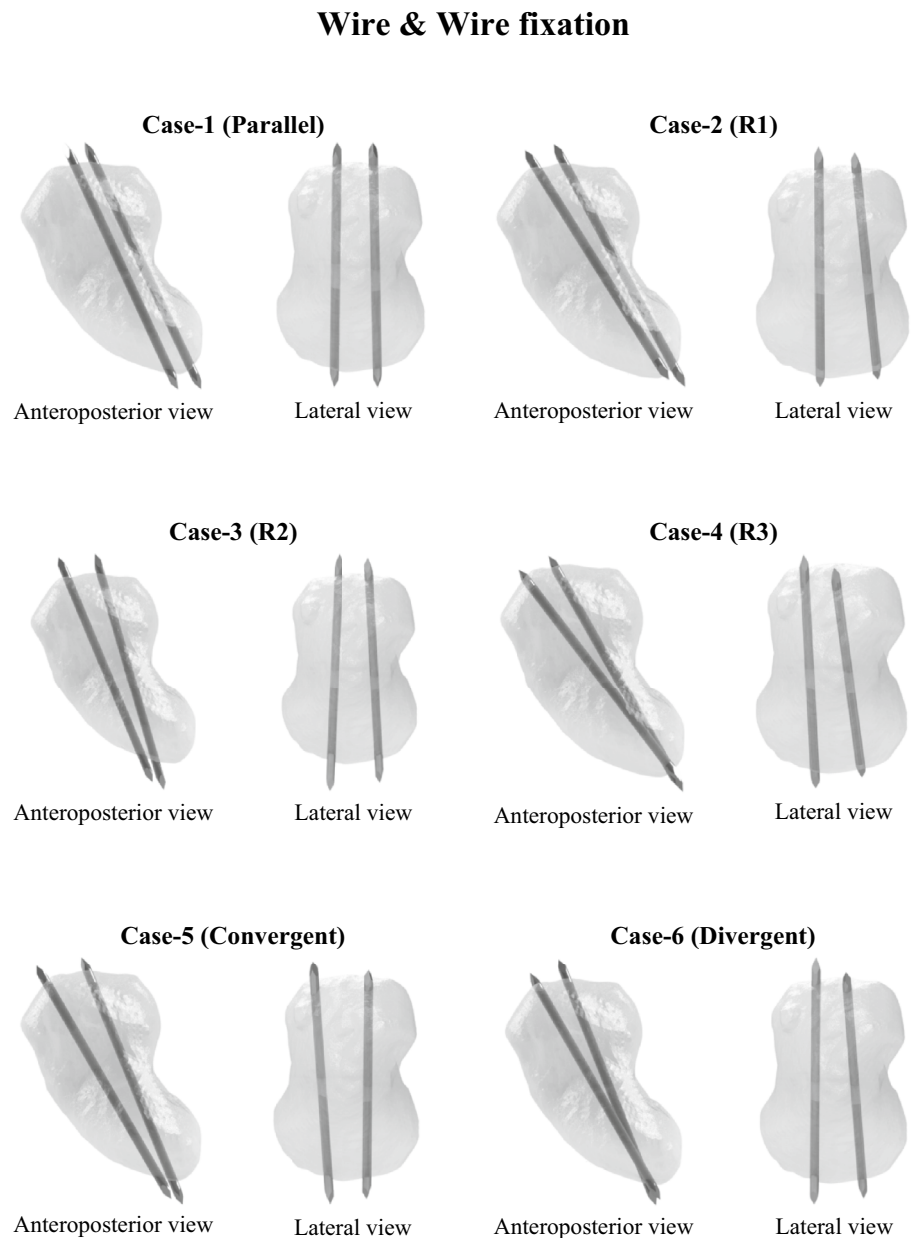 Wire & Wire fixation
Case-1 (Parallel)
Case-2 (R1)
Anteroposterior view
Lateral view
Anteroposterior view
Lateral view
Case-3 (R2)
Case-4 (R3)
Anteroposterior view
Lateral view
Anteroposterior view
Lateral view
Case-5 (Convergent)
Case-6 (Divergent)
Anteroposterior view
Lateral view
Anteroposterior view
Lateral view